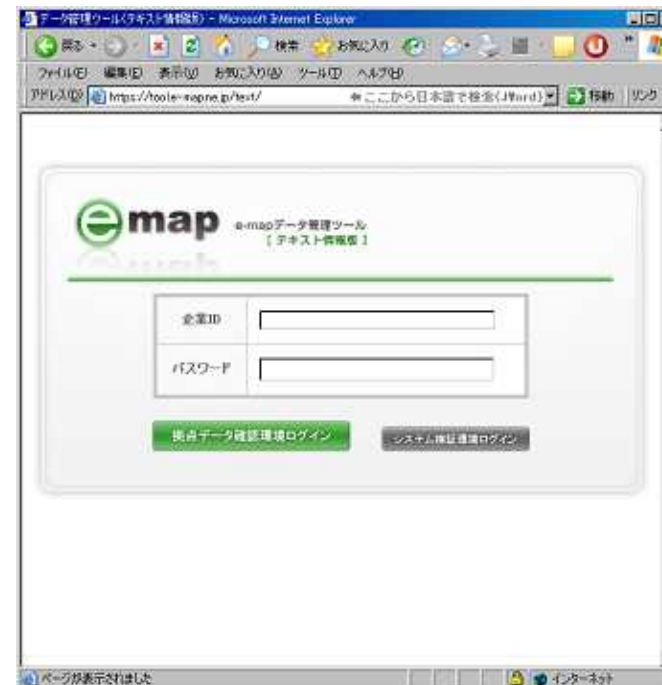 データ管理ツール(テキスト情報版) - Microsoft Internet Explorer
戻る 検索 お気に入り
ファイル(F) 編集(E) 表示(V) お気に入り(A) ツール(T) ヘルプ(H)
アドレス(D) https://tools.e-map.ne.jp/text/ ここから日本語で検索(JWord) 移動 リンク
e map e-mapデータ管理ツール
[ テキスト情報版 ]
企業ID
パスワード
拠点データ確認環境ログイン システム検証環境ログイン
ページが表示されました インターネット